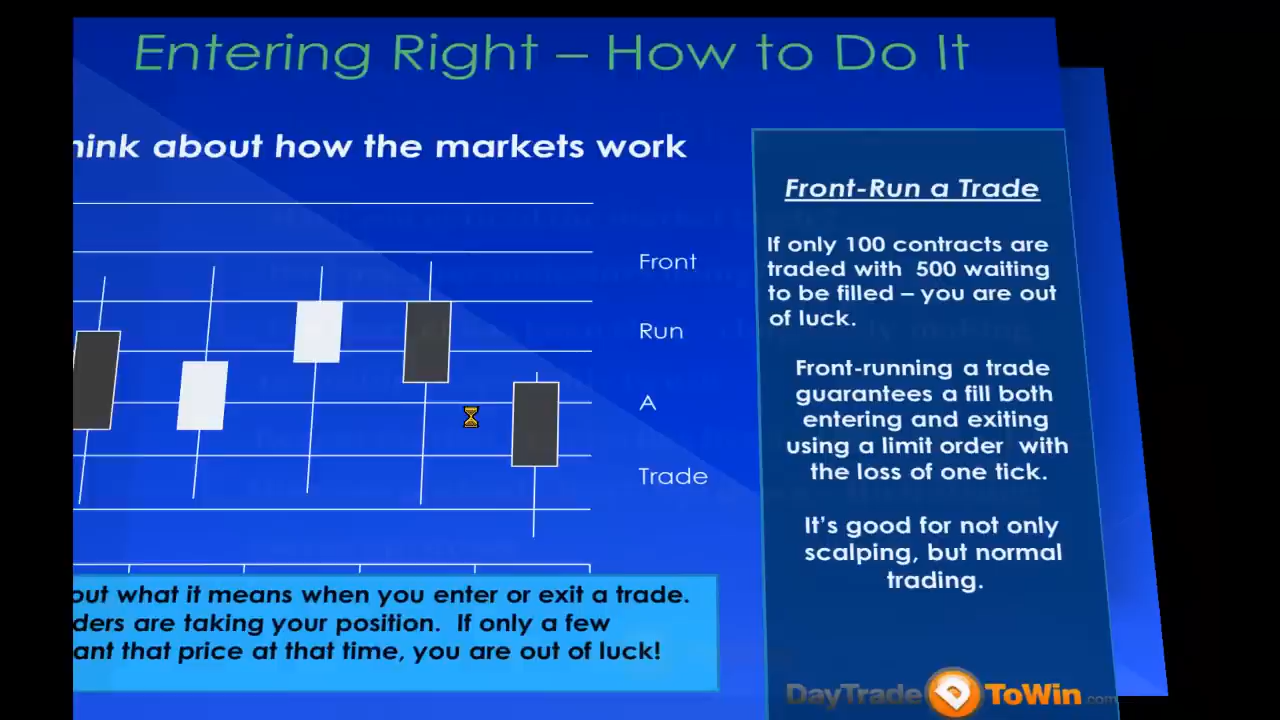 Entering Right – How to Do It
hink about how the markets work
Front
Run
A
Trade
out what it means when you enter or exit a trade.
ders are taking your position.  If only a few
ant that price at that time, you are out of luck!
Front-Run a Trade
If only 100 contracts are
traded with  500 waiting
to be filled – you are out
of luck.
Front-running a trade
guarantees a fill both
entering and exiting
using a limit order  with
the loss of one tick.
It's good for not only
scalping, but normal
trading.
DayTradeToWin.com